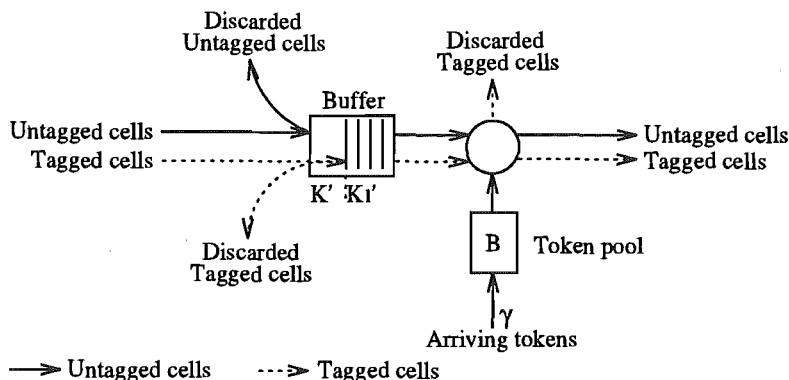 Discarded
Untagged cells
Discarded
Tagged cells
Buffer
Untagged cells
Untagged cells
Tagged cells
Tagged cells
K' K1'
Discarded
Tagged cells
B
Token pool
γ
Arriving tokens
Untagged cells
Tagged cells